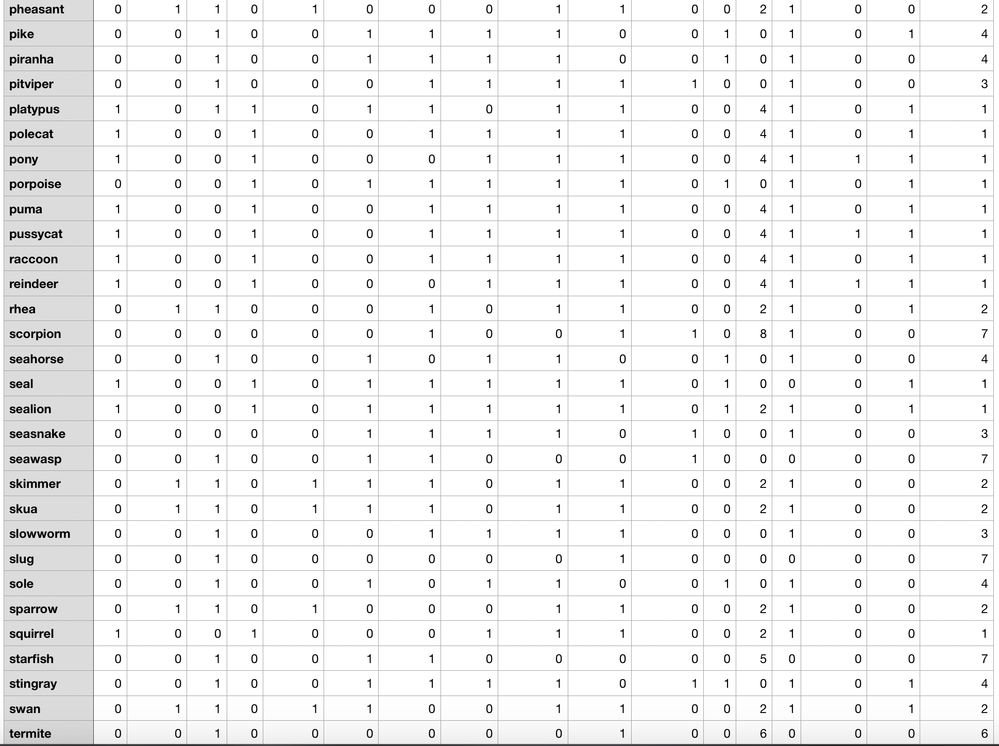 pheasant 0 1 1 0 1 0 0 0 1 1 0 0 2 1 0 0 2
pike 0 0 1 0 0 1 1 1 1 0 0 1 0 1 0 1 4
piranha 0 0 1 0 0 1 1 1 1 0 0 1 0 1 0 0 4
pitviper 0 0 1 0 0 0 1 1 1 1 1 0 0 1 0 0 3
platypus 1 0 1 1 0 1 1 0 1 1 0 0 4 1 0 1 1
polecat 1 0 0 1 0 0 1 1 1 1 0 0 4 1 0 1 1
pony 1 0 0 1 0 0 0 1 1 1 0 0 4 1 1 1 1
porpoise 0 0 0 1 0 1 1 1 1 1 0 1 0 1 0 1 1
puma 1 0 0 1 0 0 1 1 1 1 0 0 4 1 0 1 1
pussycat 1 0 0 1 0 0 1 1 1 1 0 0 4 1 1 1 1
raccoon 1 0 0 1 0 0 1 1 1 1 0 0 4 1 0 1 1
reindeer 1 0 0 1 0 0 0 1 1 1 0 0 4 1 1 1 1
rhea 0 1 1 0 0 0 1 0 1 1 0 0 2 1 0 1 2
scorpion 0 0 0 0 0 0 1 0 0 1 1 0 8 1 0 0 7
seahorse 0 0 1 0 0 1 0 1 1 0 0 1 0 1 0 0 4
seal 1 0 0 1 0 1 1 1 1 1 0 1 0 0 0 1 1
sealion 1 0 0 1 0 1 1 1 1 1 0 1 2 1 0 1 1
seasnake 0 0 0 0 0 1 1 1 1 0 1 0 0 1 0 0 3
seawasp 0 0 1 0 0 1 1 0 0 0 1 0 0 0 0 0 7
skimmer 0 1 1 0 1 1 1 0 1 1 0 0 2 1 0 0 2
skua 0 1 1 0 1 1 1 0 1 1 0 0 2 1 0 0 2
slowworm 0 0 1 0 0 0 1 1 1 1 0 0 0 1 0 0 3
slug 0 0 1 0 0 0 0 0 0 1 0 0 0 0 0 0 7
sole 0 0 1 0 0 1 0 1 1 0 0 1 0 1 0 0 4
sparrow 0 1 1 0 1 0 0 0 1 1 0 0 2 1 0 0 2
squirrel 1 0 0 1 0 0 0 1 1 1 0 0 2 1 0 0 1
starfish 0 0 1 0 0 1 1 0 0 0 0 0 5 0 0 0 7
stingray 0 0 1 0 0 1 1 1 1 0 1 1 0 1 0 1 4
swan 0 1 1 0 1 1 0 0 1 1 0 0 2 1 0 1 2
termite 0 0 1 0 0 0 0 0 0 1 0 0 6 0 0 0 6